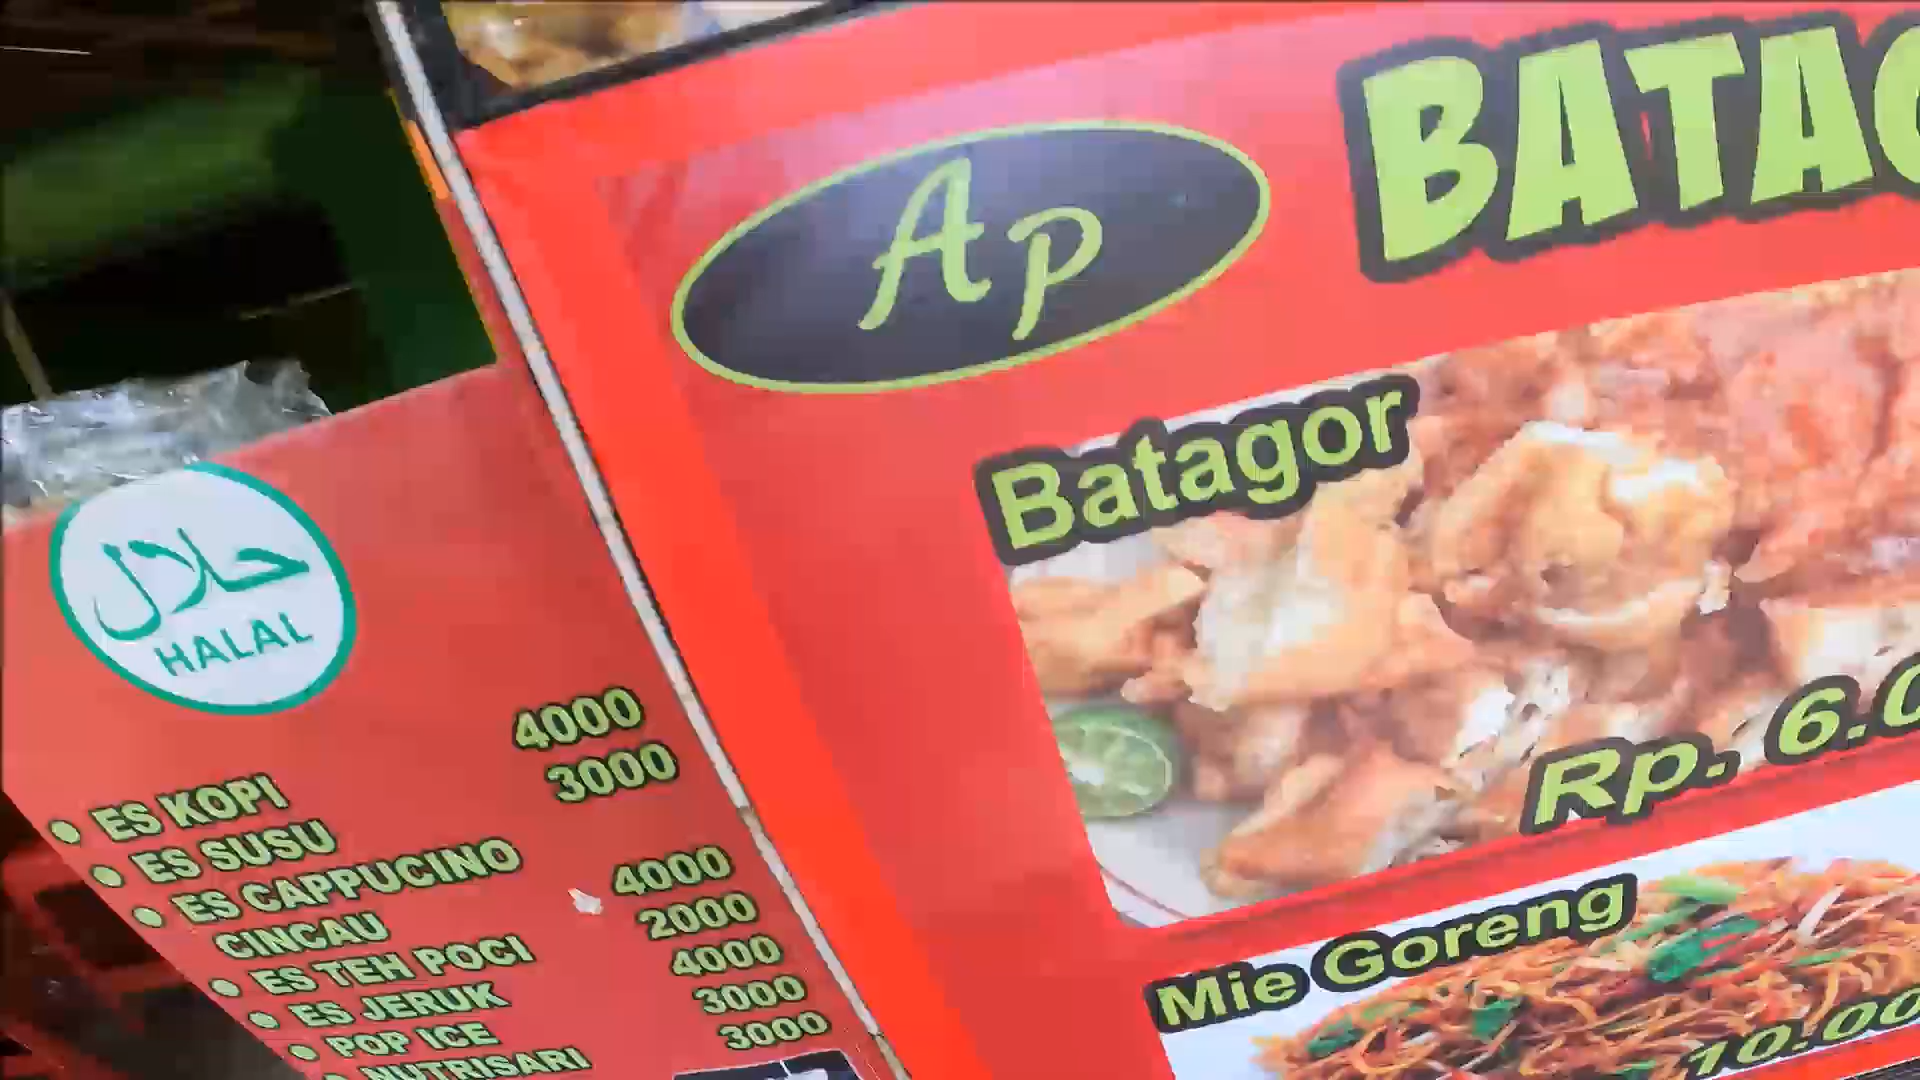 حلال
HALAL
• ES KOPI 4000
• ES SUSU 3000
• ES CAPPUCINO
CINCAU 4000
• ES TEH POCI 2000
• ES JERUK 4000
• POP ICE 3000
• NUTRISARI 3000
Ap
BATAG
Batagor
Rp. 6.0
Mie Goreng
10.00